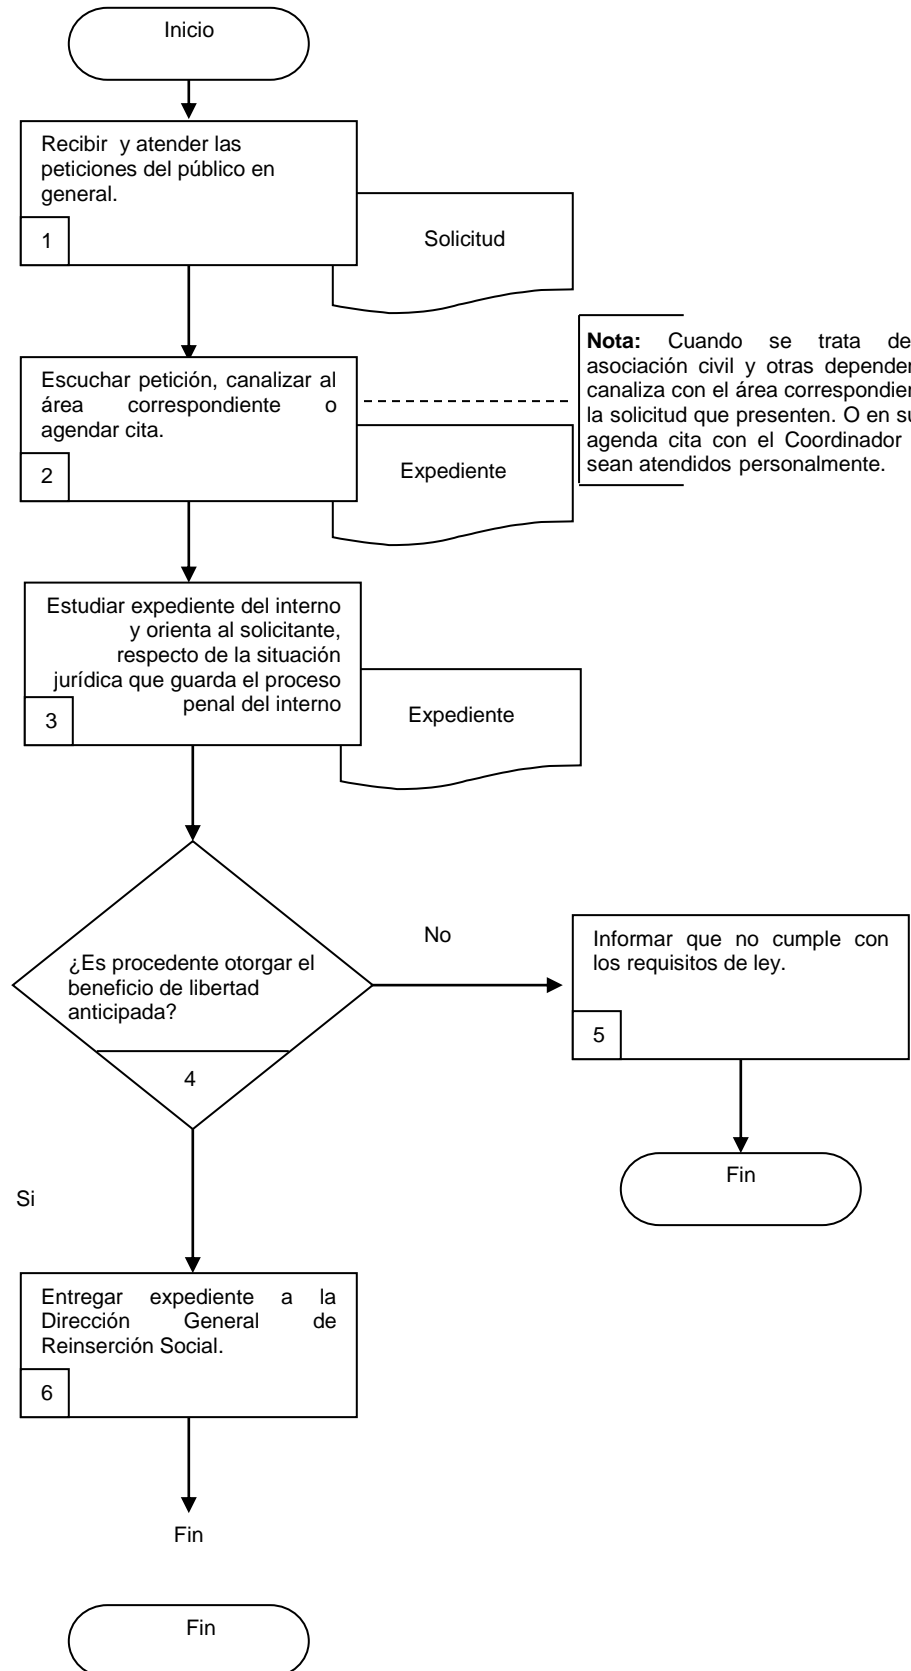 Inicio
Recibir y atender las
peticiones del público en
general.
1
Solicitud
Escuchar petición, canalizar al
área correspondiente o
agendar cita.
2
Expediente
Nota: Cuando se trata de
asociación civil y otras
canaliza con el área
la solicitud que presenten. O en
agenda cita con el Coordinador
sean atendidos personalmente.
Estudiar expediente del interno
y orienta al solicitante,
respecto de la situación
jurídica que guarda el proceso
penal del interno
3
Expediente
¿Es procedente otorgar el
beneficio de libertad
anticipada?
4
No
Informar que no cumple con
los requisitos de ley.
5
Fin
Si
Entregar expediente a la
Dirección General de
Reinserción Social.
6
Fin
Fin